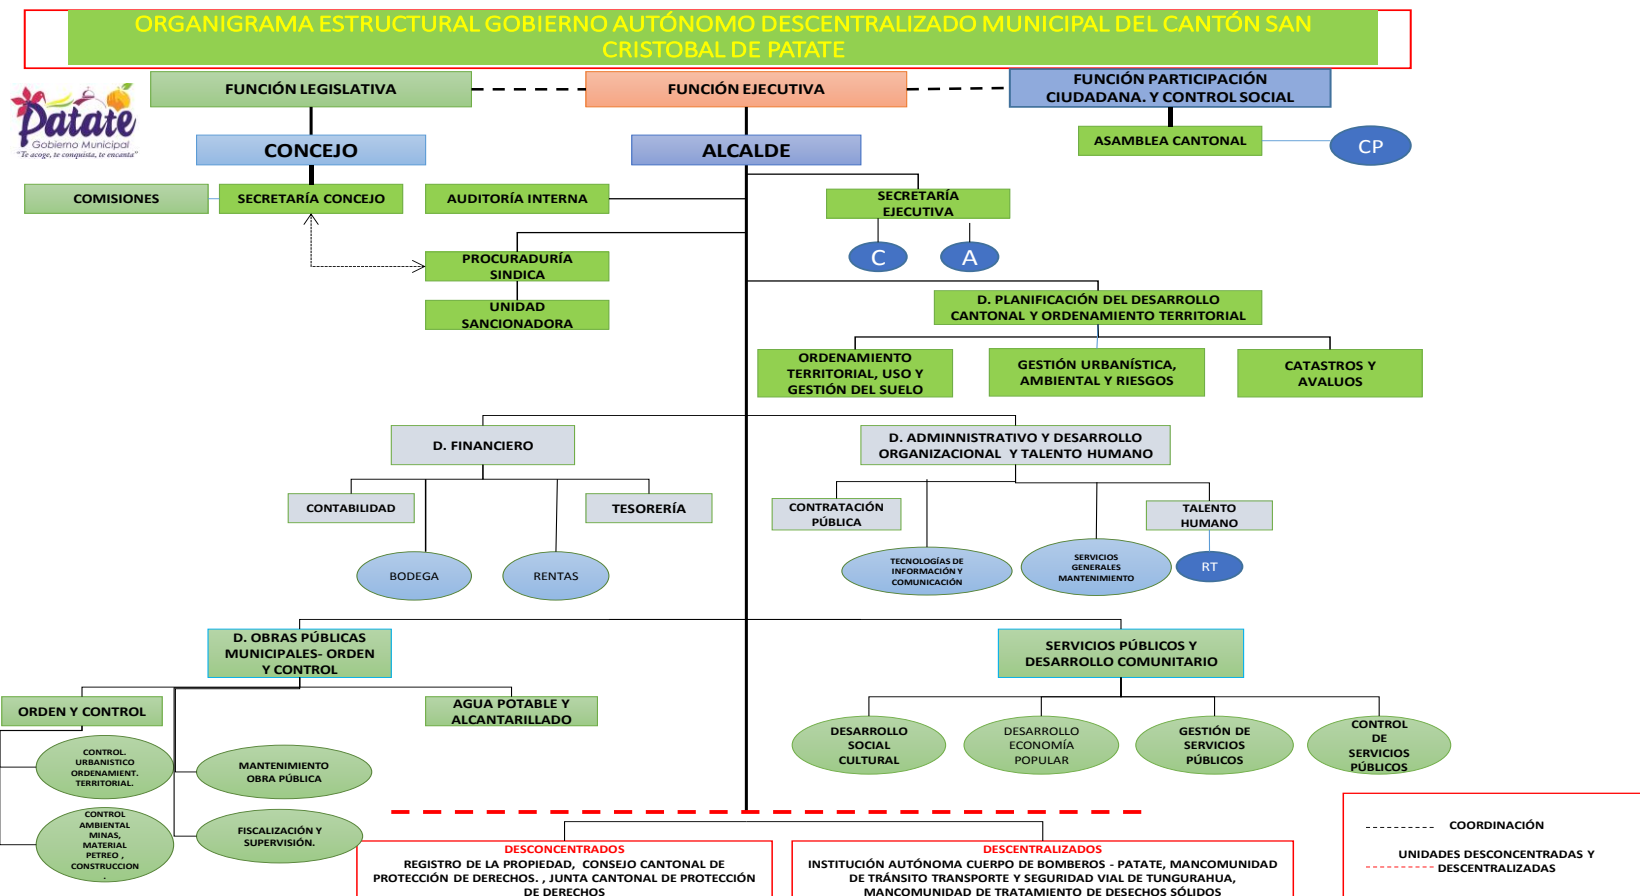 ORGANIGRAMA ESTRUCTURAL GOBIERNO AUTÓNOMO DESCENTRALIZADO MUNICIPAL DEL CANTÓN SAN
CRISTOBAL DE PATATE
FUNCIÓN LEGISLATIVA
FUNCIÓN EJECUTIVA
FUNCIÓN PARTICIPACIÓN
CIUDADANA. Y CONTROL SOCIAL
Patate
Gobierno Municipal
"Te acoge, te conquista, te encanta"
CONCEJO
ALCALDE
ASAMBLEA CANTONAL
CP
COMISIONES
SECRETARÍA CONCEJO
AUDITORÍA INTERNA
SECRETARÍA
EJECUTIVA
C
A
PROCURADURÍA
SINDICA
UNIDAD
SANCIONADORA
D. PLANIFICACIÓN DEL DESARROLLO
CANTONAL Y ORDENAMIENTO TERRITORIAL
ORDENAMIENTO
TERRITORIAL, USO Y
GESTIÓN DEL SUELO
GESTIÓN URBANÍSTICA,
AMBIENTAL Y RIESGOS
CATASTROS Y
AVALUOS
D. FINANCIERO
D. ADMINNISTRATIVO Y DESARROLLO
ORGANIZACIONAL Y TALENTO HUMANO
CONTABILIDAD
TESORERÍA
CONTRATACIÓN
PÚBLICA
TALENTO
HUMANO
BODEGA
RENTAS
TECNOLOGÍAS DE
INFORMACIÓN Y
COMUNICACIÓN
SERVICIOS
GENERALES
MANTENIMIENTO
RT
D. OBRAS PÚBLICAS
MUNICIPALES- ORDEN
Y CONTROL
SERVICIOS PÚBLICOS Y
DESARROLLO COMUNITARIO
ORDEN Y CONTROL
AGUA POTABLE Y
ALCANTARILLADO
CONTROL.
URBANISTICO
ORDENAMIENT.
TERRITORIAL.
MANTENIMIENTO
OBRA PÚBLICA
DESARROLLO
SOCIAL
CULTURAL
DESARROLLO
ECONOMÍA
POPULAR
GESTIÓN DE
SERVICIOS
PÚBLICOS
CONTROL
DE
SERVICIOS
PÚBLICOS
CONTROL
AMBIENTAL
MINAS,
MATERIAL
PETREO ,
CONSTRUCCION
.
FISCALIZACIÓN Y
SUPERVISIÓN.
DESCONCENTRADOS
REGISTRO DE LA PROPIEDAD, CONSEJO CANTONAL DE
PROTECCIÓN DE DERECHOS. , JUNTA CANTONAL DE PROTECCIÓN
DE DERECHOS
DESCENTRALIZADOS
INSTITUCIÓN AUTÓNOMA CUERPO DE BOMBEROS - PATATE, MANCOMUNIDAD
DE TRÁNSITO TRANSPORTE Y SEGURIDAD VIAL DE TUNGURAHUA,
MANCOMUNIDAD DE TRATAMIENTO DE DESECHOS SÓLIDOS
COORDINACIÓN
UNIDADES DESCONCENTRADAS Y
DESCENTRALIZADAS